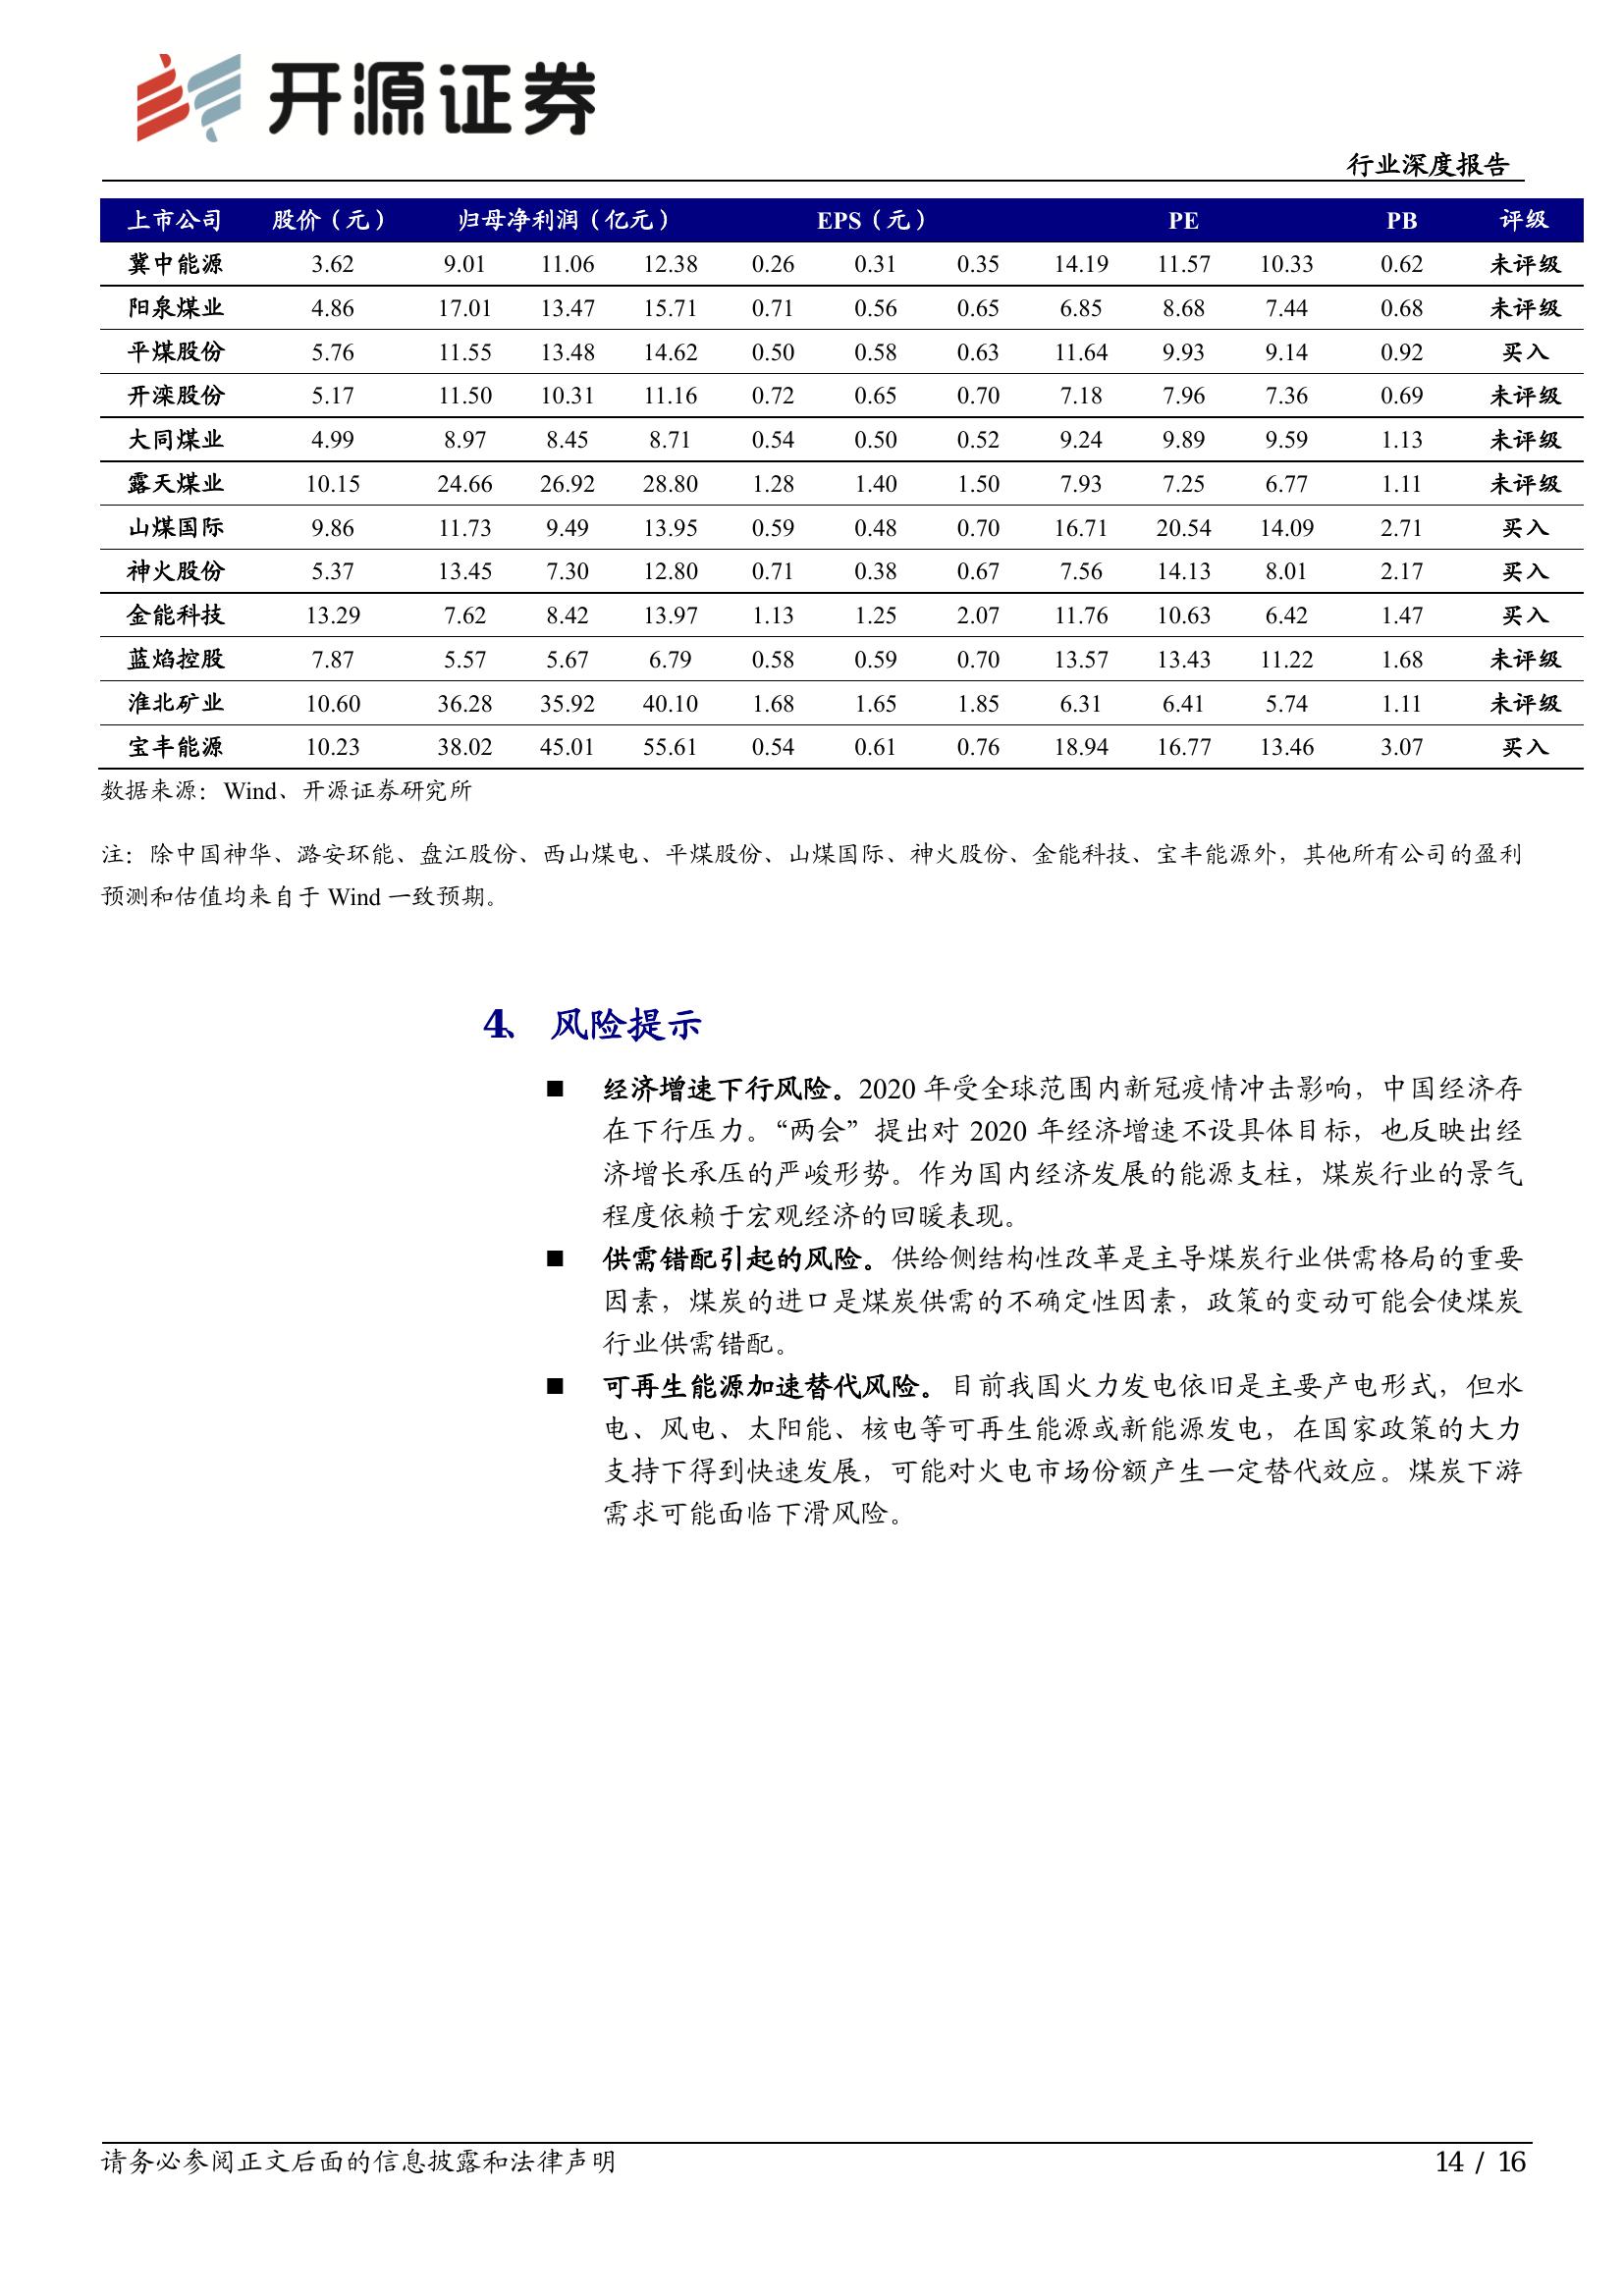 开源证券
行业深度报告
上市公司 股价（元） 归母净利润（亿元） EPS（元） PE PB 评级
冀中能源 3.62 9.01 11.06 12.38 0.26 0.31 0.35 14.19 11.57 10.33 0.62 未评级
阳泉煤业 4.86 17.01 13.47 15.71 0.71 0.56 0.65 6.85 8.68 7.44 0.68 未评级
平煤股份 5.76 11.55 13.48 14.62 0.50 0.58 0.63 11.64 9.93 9.14 0.92 买入
开滦股份 5.17 11.50 10.31 11.16 0.72 0.65 0.70 7.18 7.96 7.36 0.69 未评级
大同煤业 4.99 8.97 8.45 8.71 0.54 0.50 0.52 9.24 9.89 9.59 1.13 未评级
露天煤业 10.15 24.66 26.92 28.80 1.28 1.40 1.50 7.93 7.25 6.77 1.11 未评级
山煤国际 9.86 11.73 9.49 13.95 0.59 0.48 0.70 16.71 20.54 14.09 2.71 买入
神火股份 5.37 13.45 7.30 12.80 0.71 0.38 0.67 7.56 14.13 8.01 2.17 买入
金能科技 13.29 7.62 8.42 13.97 1.13 1.25 2.07 11.76 10.63 6.42 1.47 买入
蓝焰控股 7.87 5.57 5.67 6.79 0.58 0.59 0.70 13.57 13.43 11.22 1.68 未评级
淮北矿业 10.60 36.28 35.92 40.10 1.68 1.65 1.85 6.31 6.41 5.74 1.11 未评级
宝丰能源 10.23 38.02 45.01 55.61 0.54 0.61 0.76 18.94 16.77 13.46 3.07 买入
数据来源：Wind、开源证券研究所
注：除中国神华、潞安环能、盘江股份、西山煤电、平煤股份、山煤国际、神火股份、金能科技、宝丰能源外，其他所有公司的盈利
预测和估值均来自于 Wind 一致预期。
4、 风险提示
■ 经济增速下行风险。2020 年受全球范围内新冠疫情冲击影响，中国经济存
在下行压力。“两会”提出对 2020 年经济增速不设具体目标，也反映出经
济增长承压的严峻形势。作为国内经济发展的能源支柱，煤炭行业的景气
程度依赖于宏观经济的回暖表现。
■ 供需错配引起的风险。供给侧结构性改革是主导煤炭行业供需格局的重要
因素，煤炭的进口是煤炭供需的不确定性因素，政策的变动可能会使煤炭
行业供需错配。
■ 可再生能源加速替代风险。目前我国火力发电依旧是主要产电形式，但水
电、风电、太阳能、核电等可再生能源或新能源发电，在国家政策的大力
支持下得到快速发展，可能对火电市场份额产生一定替代效应。煤炭下游
需求可能面临下滑风险。
请务必参阅正文后面的信息披露和法律声明 14 / 16